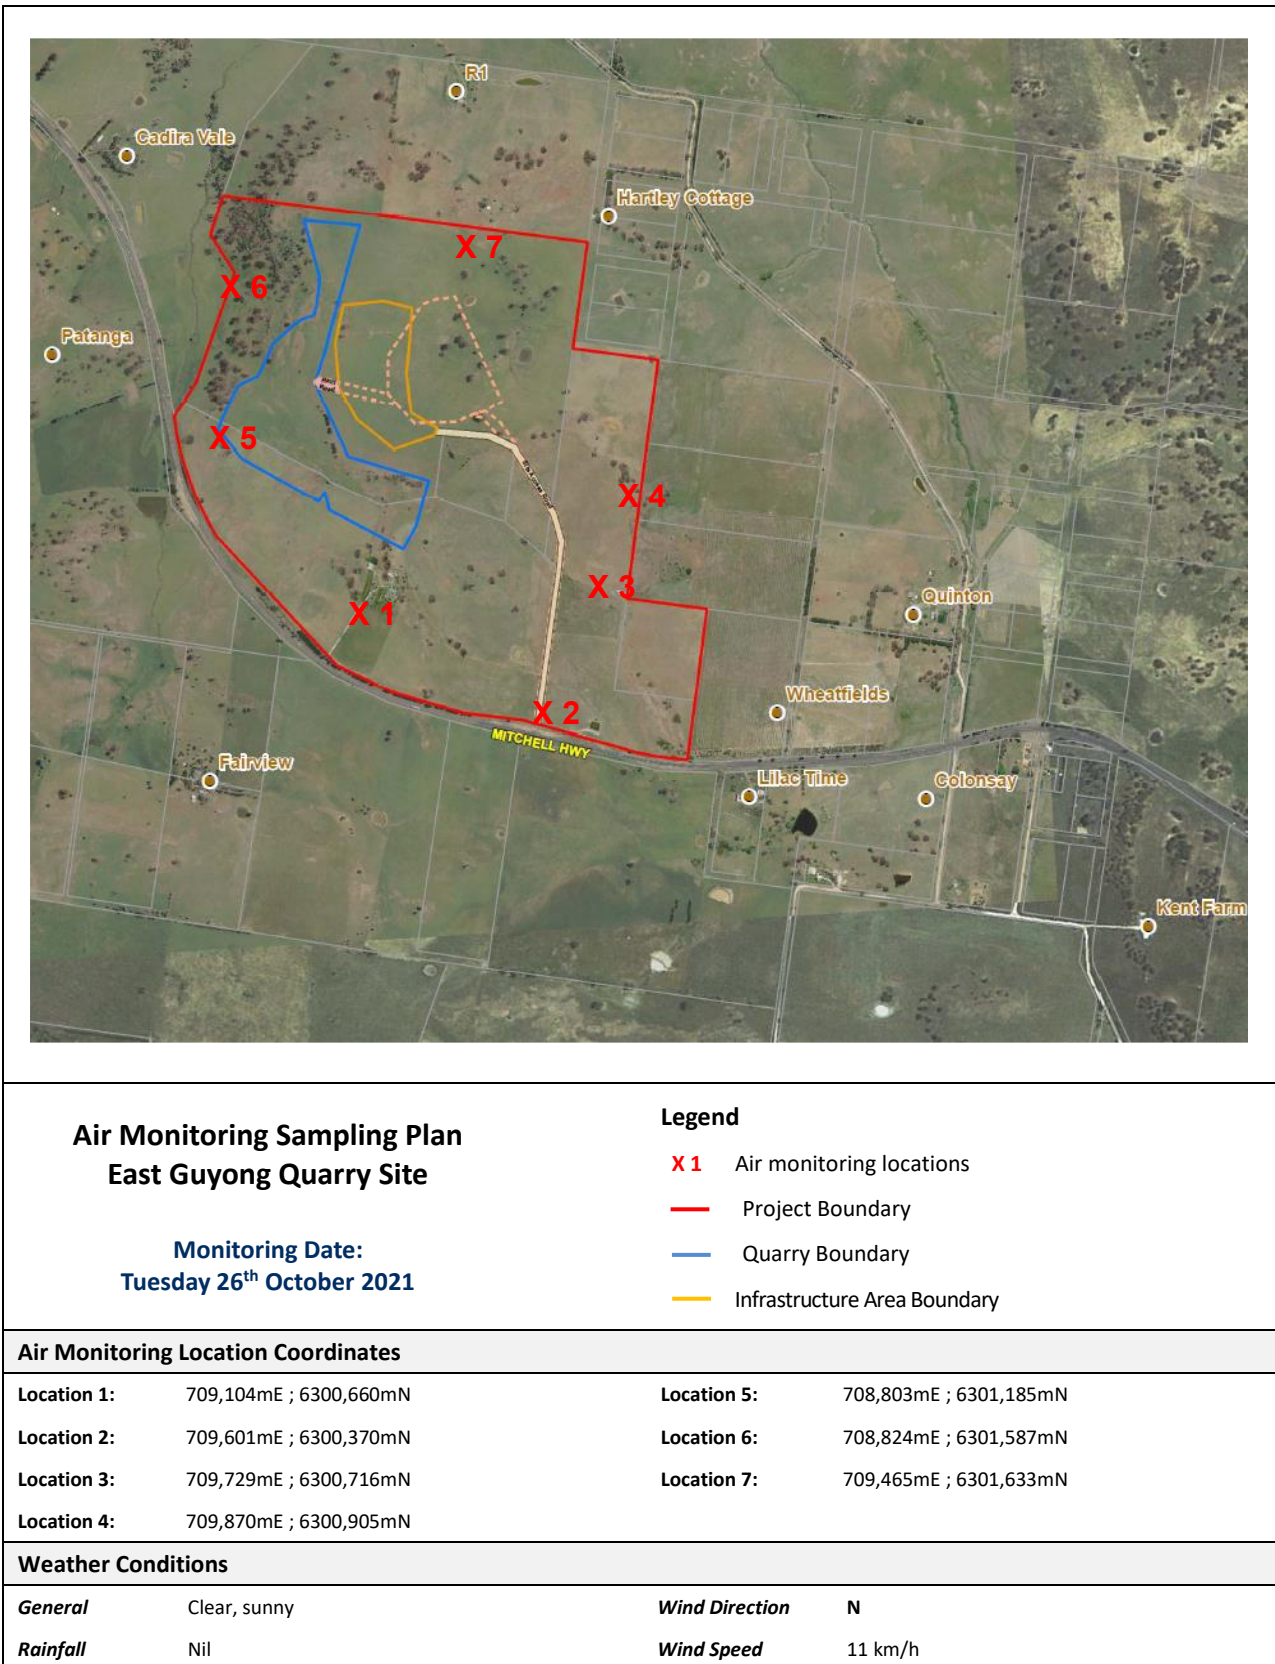 R1
Cadira Vale
Hartley Cottage
X 7
X 6
Patanga
X 5
X 4
X 3
Quinton
X 1
Wheatfields
X 2
MITCHELL HWY
Fairview
Lilac Time
Colonsay
Kent Farm
Air Monitoring Sampling Plan
East Guyong Quarry Site
Monitoring Date:
Tuesday 26th October 2021
Legend
X 1 Air monitoring locations
Project Boundary
Quarry Boundary
Infrastructure Area Boundary
Air Monitoring Location Coordinates
Location 1: 709,104mE ; 6300,660mN Location 5: 708,803mE ; 6301,185mN
Location 2: 709,601mE ; 6300,370mN Location 6: 708,824mE ; 6301,587mN
Location 3: 709,729mE ; 6300,716mN Location 7: 709,465mE ; 6301,633mN
Location 4: 709,870mE ; 6300,905mN
Weather Conditions
General Clear, sunny Wind Direction N
Rainfall Nil Wind Speed 11 km/h